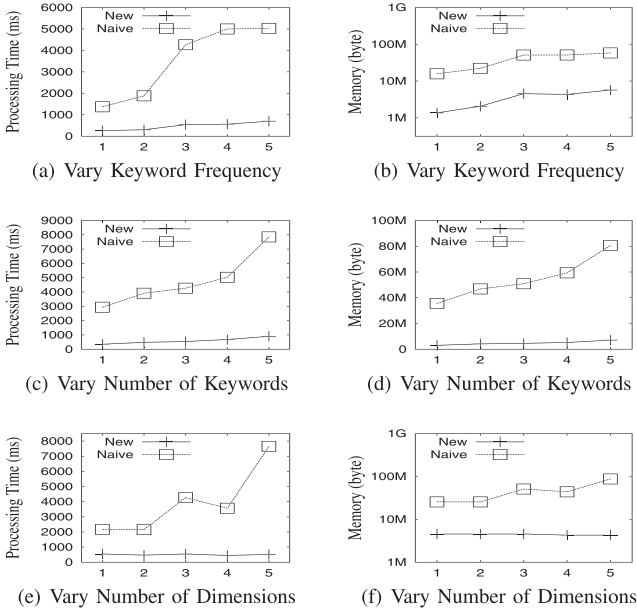 6000
5000
4000
3000
2000
1000
0
Processing Time (ms)
New
Naive
1 2 3 4 5
(a) Vary Keyword Frequency
1G
100M
10M
1M
Memory (byte)
New
Naive
1 2 3 4 5
(b) Vary Keyword Frequency
9000
8000
7000
6000
5000
4000
3000
2000
1000
0
Processing Time (ms)
New
Naive
1 2 3 4 5
(c) Vary Number of Keywords
100M
80M
60M
40M
20M
0
Memory (byte)
New
Naive
1 2 3 4 5
(d) Vary Number of Keywords
8000
7000
6000
5000
4000
3000
2000
1000
0
Processing Time (ms)
New
Naive
1 2 3 4 5
(e) Vary Number of Dimensions
1G
100M
10M
1M
Memory (byte)
New
Naive
1 2 3 4 5
(f) Vary Number of Dimensions